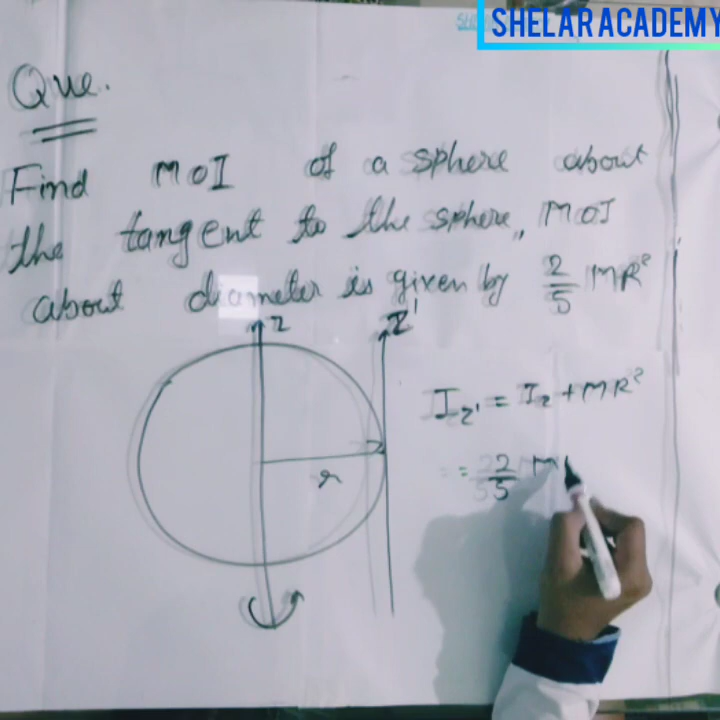 SHELAR ACADEMY
Que.
Find MOI of a sphere about
the tangent to the sphere, MOI
about diameter is given by 2/5 MR²
z
Z'
r
I_z' = I_z + MR²
= 2/5 M